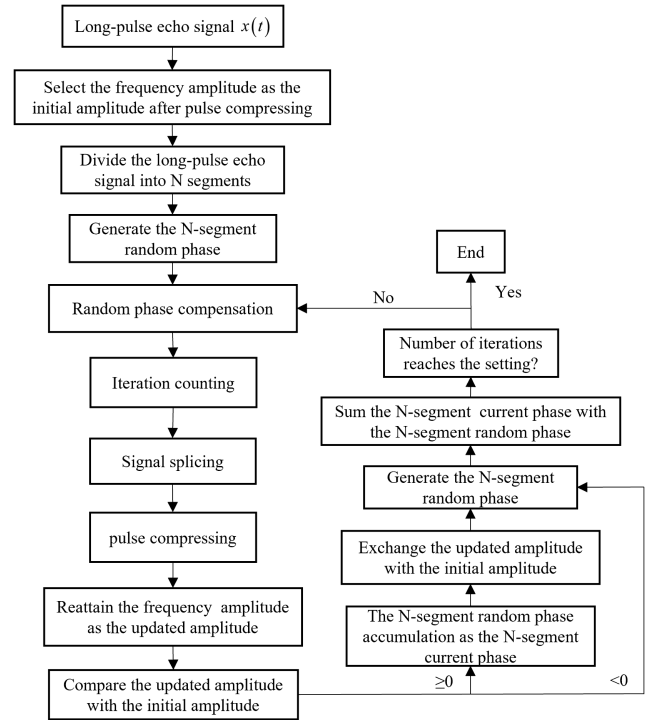 Long-pulse echo signal x(t)
Select the frequency amplitude as the
initial amplitude after pulse compressing
Divide the long-pulse echo
signal into N segments
Generate the N-segment
random phase
Random phase compensation
Iteration counting
Signal splicing
pulse compressing
Reattain the frequency amplitude
as the updated amplitude
Compare the updated amplitude
with the initial amplitude
≥0
<0
The N-segment random phase
accumulation as the N-segment
current phase
Exchange the updated amplitude
with the initial amplitude
Generate the N-segment
random phase
Sum the N-segment current phase with
the N-segment random phase
Number of iterations
reaches the setting?
No
Yes
End